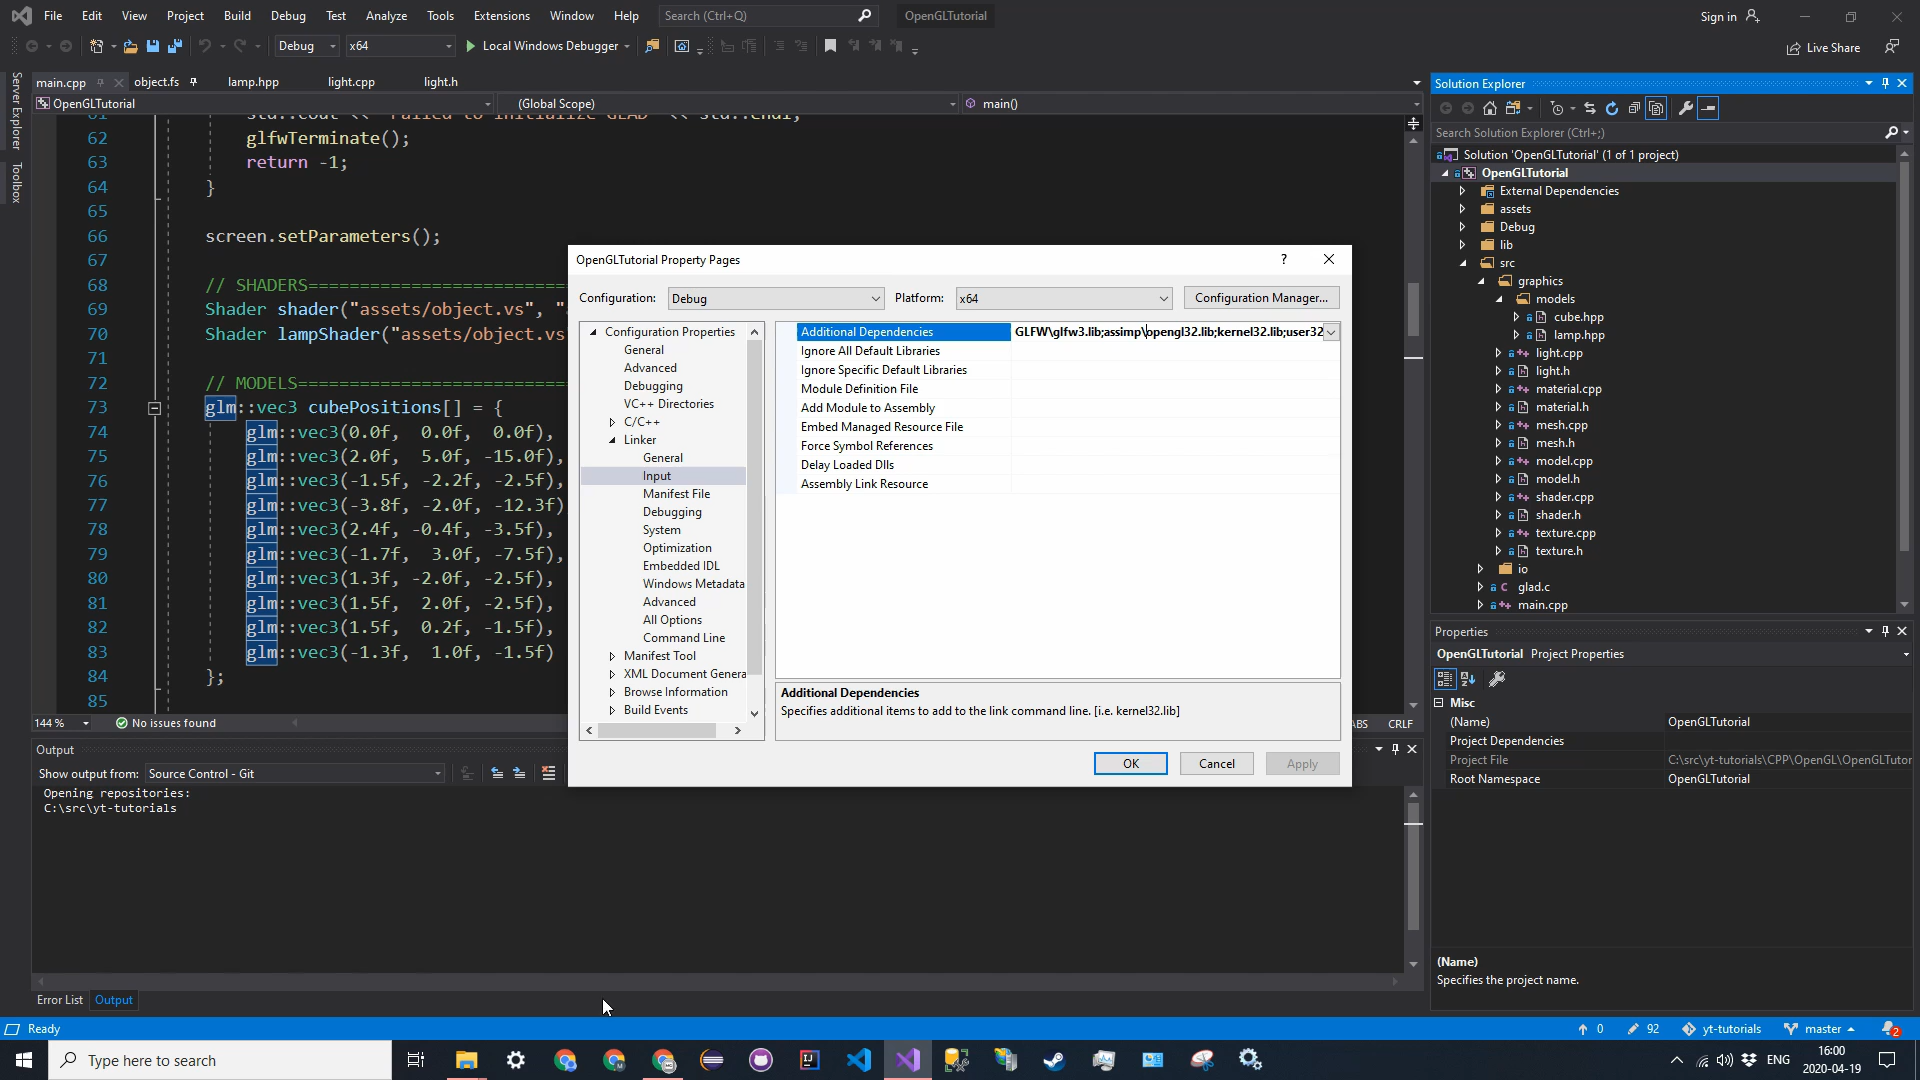 File Edit View Project Build Debug Test Analyze Tools Extensions Window Help Search (Ctrl+Q) OpenGLTutorial Sign in
Debug x64 Local Windows Debugger Live Share
main.cpp object.fs lamp.hpp light.cpp light.h
OpenGLTutorial (Global Scope) main()
62 glfwTerminate();
63 return -1;
64 }
65
66 screen.setParameters();
67
68 // SHADERS==========================
69 Shader shader("assets/object.vs", "
70 Shader lampShader("assets/object.vs
71
72 // MODELS===========================
73 glm::vec3 cubePositions[] = {
74 glm::vec3(0.0f, 0.0f, 0.0f),
75 glm::vec3(2.0f, 5.0f, -15.0f),
76 glm::vec3(-1.5f, -2.2f, -2.5f),
77 glm::vec3(-3.8f, -2.0f, -12.3f)
78 glm::vec3(2.4f, -0.4f, -3.5f),
79 glm::vec3(-1.7f, 3.0f, -7.5f),
80 glm::vec3(1.3f, -2.0f, -2.5f),
81 glm::vec3(1.5f, 2.0f, -2.5f),
82 glm::vec3(1.5f, 0.2f, -1.5f),
83 glm::vec3(-1.3f, 1.0f, -1.5f)
84 };
85
144 % No issues found ABS CRLF
Server Explorer
Toolbox
OpenGLTutorial Property Pages ?
Configuration: Debug Platform: x64 Configuration Manager...
Configuration Properties
General
Advanced
Debugging
VC++ Directories
C/C++
Linker
General
Input
Manifest File
Debugging
System
Optimization
Embedded IDL
Windows Metadata
Advanced
All Options
Command Line
Manifest Tool
XML Document Genera
Browse Information
Build Events
Additional Dependencies GLFW\glfw3.lib;assimp\opengl32.lib;kernel32.lib;user32
Ignore All Default Libraries
Ignore Specific Default Libraries
Module Definition File
Add Module to Assembly
Embed Managed Resource File
Force Symbol References
Delay Loaded Dlls
Assembly Link Resource
Additional Dependencies
Specifies additional items to add to the link command line. [i.e. kernel32.lib]
OK Cancel Apply
Solution Explorer
Search Solution Explorer (Ctrl+;)
Solution 'OpenGLTutorial' (1 of 1 project)
OpenGLTutorial
External Dependencies
assets
Debug
lib
src
graphics
models
cube.hpp
lamp.hpp
light.cpp
light.h
material.cpp
material.h
mesh.cpp
mesh.h
model.cpp
model.h
shader.cpp
shader.h
texture.cpp
texture.h
io
glad.c
main.cpp
Properties
OpenGLTutorial Project Properties
Misc
(Name) OpenGLTutorial
Project Dependencies
Project File C:\src\yt-tutorials\CPP\OpenGL\OpenGLTutor
Root Namespace OpenGLTutorial
(Name)
Specifies the project name.
Output
Show output from: Source Control - Git
Opening repositories:
C:\src\yt-tutorials
Error List Output
Ready 0 92 yt-tutorials master 2
Type here to search ENG 16:00
2020-04-19